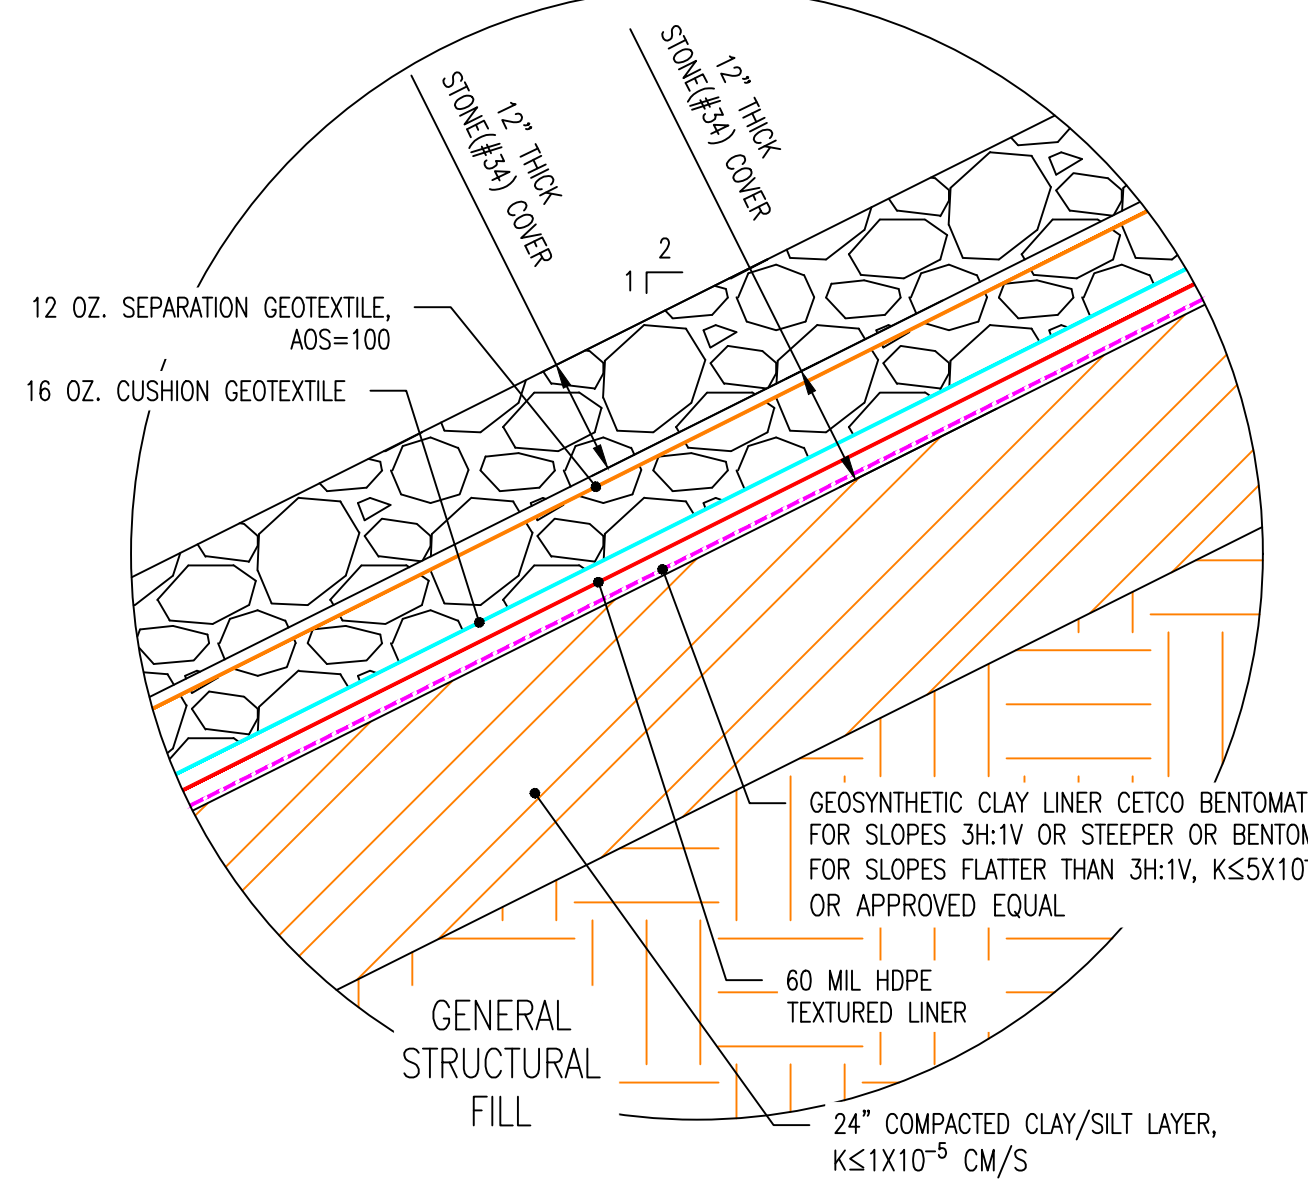 12" THICK
STONE(#34) COVER
12" THICK
STONE(#34) COVER
2
1
12 OZ. SEPARATION GEOTEXTILE,
AOS=100
16 OZ. CUSHION GEOTEXTILE
GEOSYNTHETIC CLAY LINER CETCO BENTOMAT
FOR SLOPES 3H:1V OR STEEPER OR
FOR SLOPES FLATTER THAN 3H:1V, K≤5X10
OR APPROVED EQUAL
60 MIL HDPE
TEXTURED LINER
GENERAL
STRUCTURAL
FILL
24" COMPACTED CLAY/SILT LAYER,
K≤1X10⁻⁵ CM/S